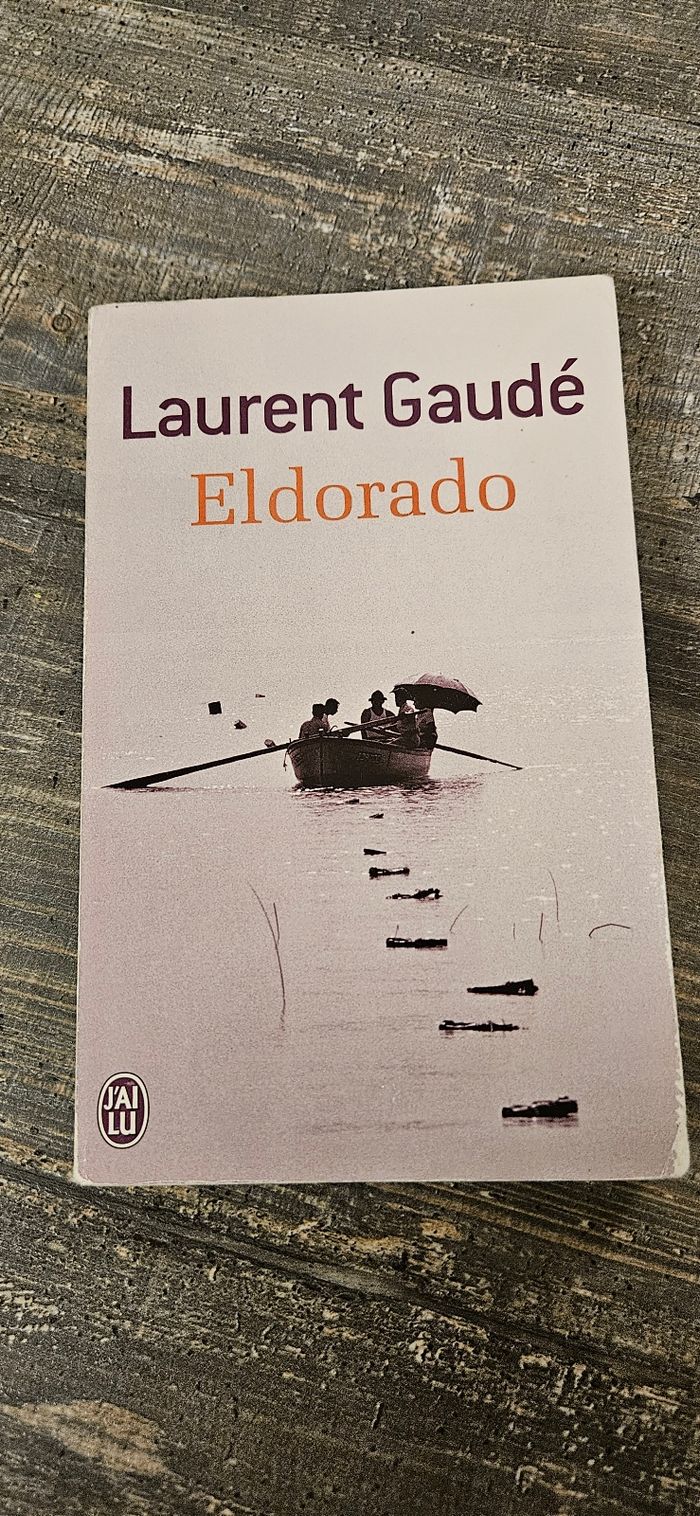 Laurent Gaudé
Eldorado
J'AI
LU